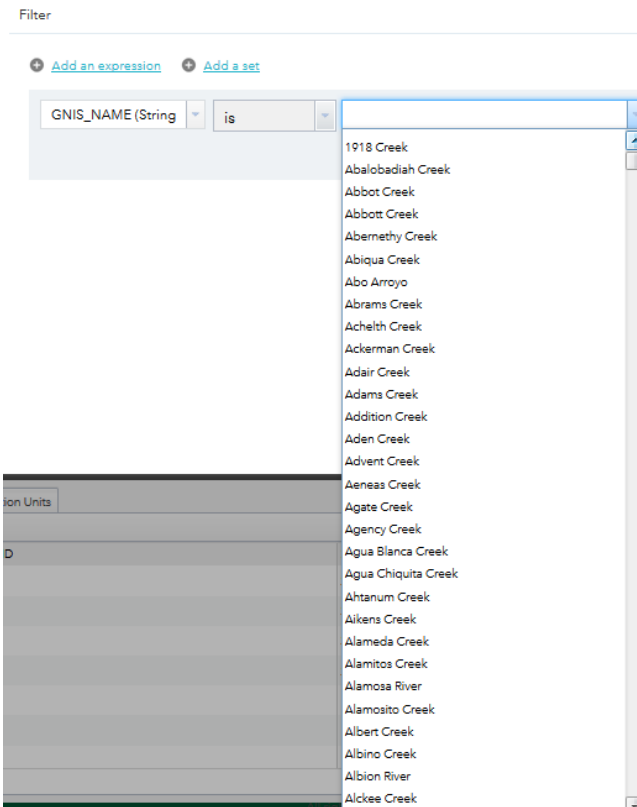 Filter
Add an expression Add a set
GNIS_NAME (String is
1918 Creek
Abalobadiah Creek
Abbot Creek
Abbott Creek
Abernethy Creek
Abiqua Creek
Abo Arroyo
Abrams Creek
Achelth Creek
Ackerman Creek
Adair Creek
Adams Creek
Addition Creek
Aden Creek
Advent Creek
Aeneas Creek
ion Units
Agate Creek
Agency Creek
D
Agua Blanca Creek
Agua Chiquita Creek
Ahtanum Creek
Aikens Creek
Alameda Creek
Alamitos Creek
Alamosa River
Alamosito Creek
Albert Creek
Albino Creek
Albion River
Alckee Creek